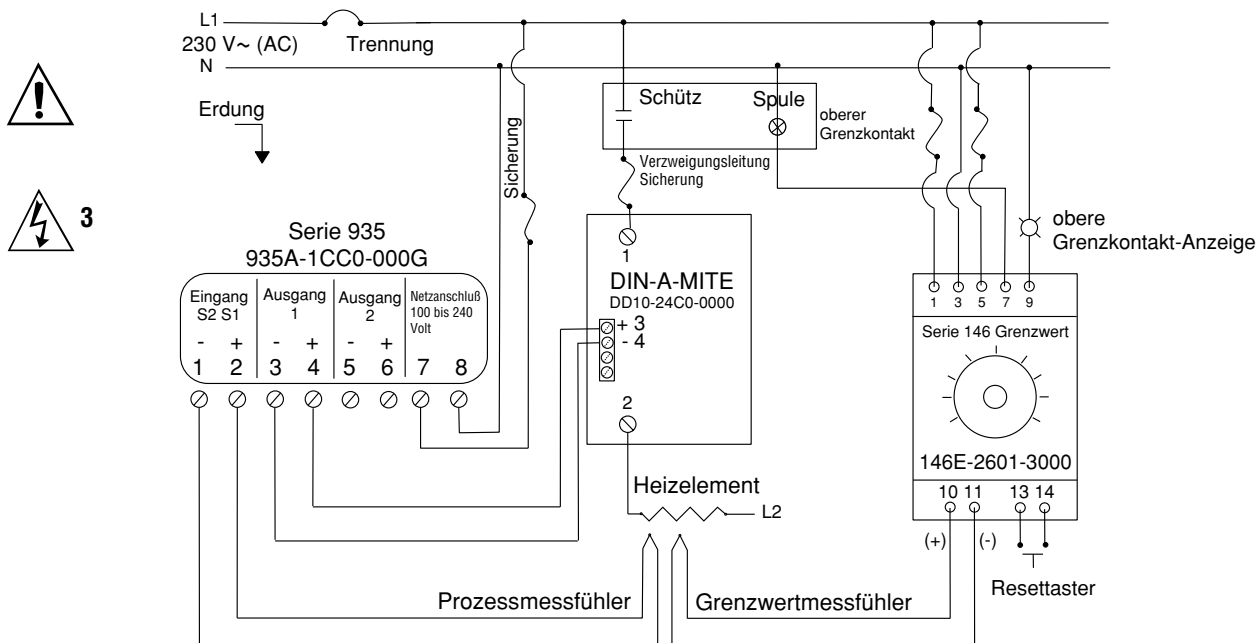 L1
230 V~ (AC)
Trennung
N
Erdung
3
Schütz
Spule
oberer
Grenzkontakt
Verzweigungsleitung
Sicherung
Sicherung
Serie 935
935A-1CC0-000G
Eingang
S2 S1
Ausgang
1
Ausgang
2
Netzanschluß
100 bis 240
Volt
- + - + - +
1 2 3 4 5 6 7 8
1
DIN-A-MITE
DD10-24C0-0000
+ 3
- 4
2
Heizelement
L2
obere
Grenzkontakt-Anzeige
1 3 5 7 9
Serie 146 Grenzwert
146E-2601-3000
10 11 13 14
(+) (-)
Resettaster
Prozessmessfühler
Grenzwertmessfühler